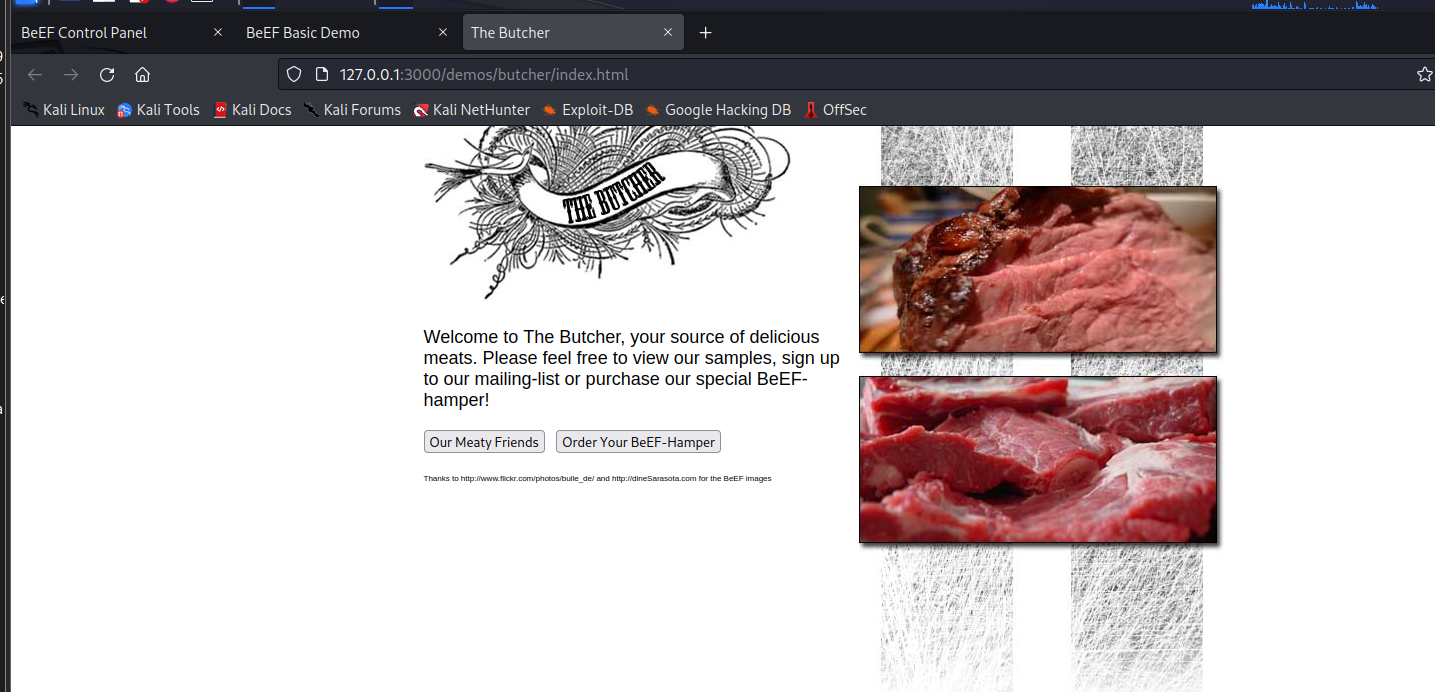 BeEF Control Panel
BeEF Basic Demo
The Butcher
127.0.0.1:3000/demos/butcher/index.html
Kali Linux
Kali Tools
Kali Docs
Kali Forums
Kali NetHunter
Exploit-DB
Google Hacking DB
OffSec
THE BUTCHER
Welcome to The Butcher, your source of delicious
meats. Please feel free to view our samples, sign up
to our mailing-list or purchase our special BeEF-
hamper!
Our Meaty Friends
Order Your BeEF-Hamper
Thanks to http://www.flickr.com/photos/bulle_de/ and http://dineSarasota.com for the BeEF images